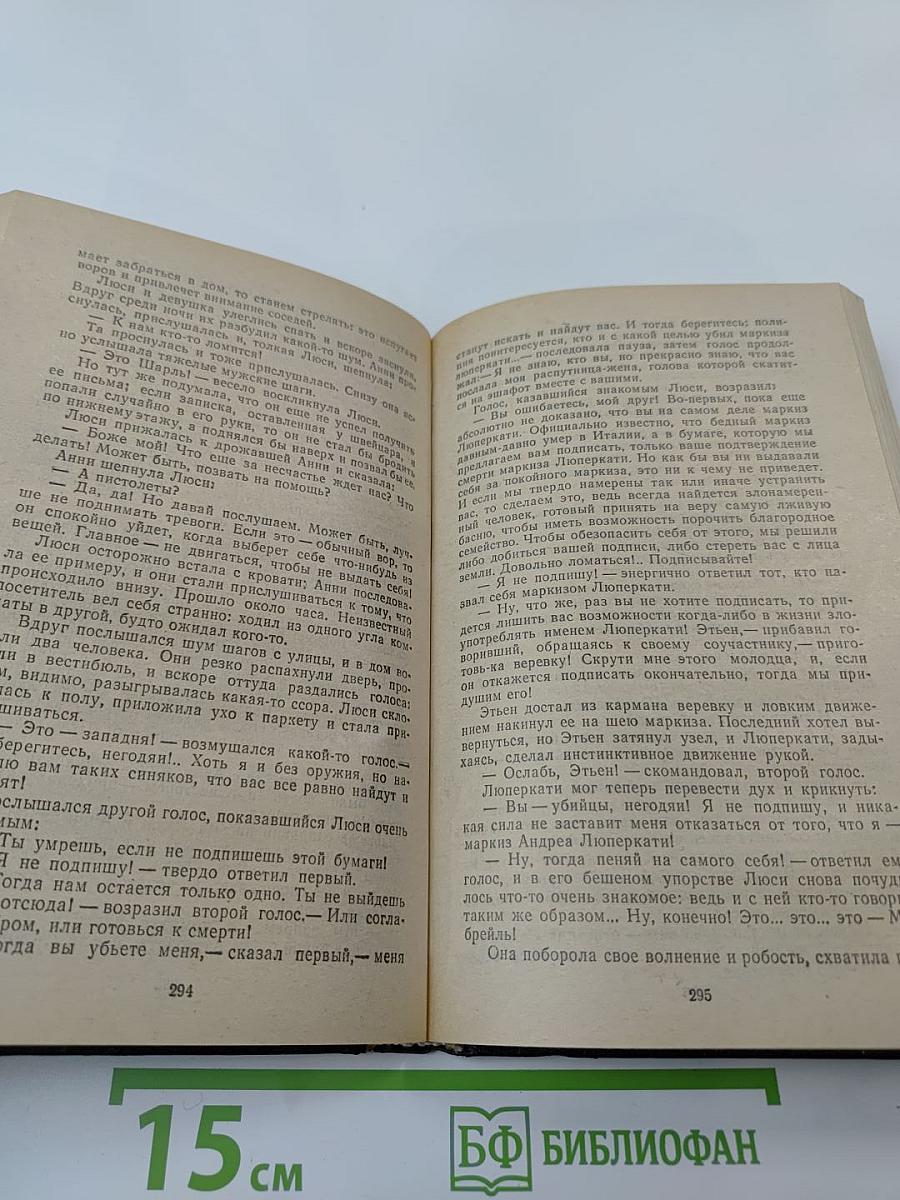 мает забраться в дом, то станем стрелять: это испугает
воров и привлечет внимание соседей.
Люси и девушка улеглись спать и вскоре заснули.
Вдруг среди ночи их разбудил какой-то шум. Анни про-
снулась, прислушалась и, толкая Люси, шепнула:
— К нам кто-то ломится!
Та проснулась и тоже прислушалась. Снизу она яс-
но услышала тяжелые мужские шаги.
— Это Шарль! — весело воскликнула Люси.
Но тут же подумала, что он еще не успел получить
ее письма; если записка, оставленная у швейцара, и
попали случайно в его руки, то он не стал бы бродить
по нижнему этажу, а поднялся бы наверх и позвал бы ее.
Люси прижалась к дрожавшей Анни и сказала:
— Боже мой! Что еще за несчастье ждет нас? Что
делать! Может быть, позвать на помощь?
Анни шепнула Люси:
— А пистолеты?
— Да, да! Но давай послушаем. Может быть, луч-
ше не поднимать тревоги. Если это — обычный вор, то
он спокойно уйдет, когда выберет себе что-нибудь из
вещей. Главное — не двигаться, чтобы не выдать себя!
Люси осторожно встала с кровати; Анни последова-
ла ее примеру, и они стали прислушиваться к тому, что
происходило внизу. Прошло около часа. Неизвестный
посетитель вел себя странно: ходил из одного угла ком-
наты в другой, будто ожидал кого-то.
Вдруг послышался шум шагов с улицы, и в дом во-
ли два человека. Они резко распахнули дверь, про-
ли в вестибюль, и вскоре оттуда раздались голоса:
м, видимо, разыгрывалась какая-то ссора. Люси скло-
лась к полу, приложила ухо к паркету и стала при-
шиваться.
— Это — западня! — возмущался какой-то голос.—
берегитесь, негодяи!.. Хоть я и без оружия, но на-
лю вам таких синяков, что вас все равно найдут и
ят!
ослышался другой голос, показавшийся Люси очень
мым:
Ты умрешь, если не подпишешь этой бумаги!
Я не подпишу! — твердо ответил первый.
Тогда нам остается только одно. Ты не выйдешь
отсюда! — возразил второй голос.— Или согла-
ром, или готовься к смерти!
огда вы убьете меня,— сказал первый,— меня
294
станут искать и найдут вас. И тогда берегитесь: поли-
ция поинтересуется, кто и с какой целью убил маркиза
Люперкати...— последовала пауза, затем голос продол-
жал:— Я не знаю, кто вы, но прекрасно знаю, что вас
послала моя распутница-жена, голова которой скатит-
ся на эшафот вместе с вашими.
Голос, казавшийся знакомым Люси, возразил:
— Вы ошибаетесь, мой друг! Во-первых, пока еще
абсолютно не доказано, что вы на самом деле маркиз
Люперкати. Официально известно, что бедный маркиз
давным-давно умер в Италии, а в бумаге, которую мы
предлагаем вам подписать, только ваше подтверждение
смерти маркиза Люперкати. Но как бы вы ни выдавали
себя за покойного маркиза, это ни к чему не приведет.
И если мы твердо намерены так или иначе устранить
вас, то сделаем это, ведь всегда найдется злонамерен-
ный человек, готовый принять на веру самую лживую
басню, чтобы иметь возможность порочить благородное
семейство. Чтобы обезопасить себя от этого, мы решили
либо добиться вашей подписи, либо стереть вас с лица
земли. Довольно ломаться!.. Подписывайте!
— Я не подпишу! — энергично ответил тот, кто на-
звал себя маркизом Люперкати.
— Ну, что же, раз вы не хотите подписать, то при-
дется лишить вас возможности когда-либо в жизни зло-
употреблять именем Люперкати! Этьен,— прибавил го-
воривший, обращаясь к своему соучастнику,— приго-
товь-ка веревку! Скрути мне этого молодца, и, если
он откажется подписать окончательно, тогда мы при-
душим его!
Этьен достал из кармана веревку и ловким движе-
нием накинул ее на шею маркиза. Последний хотел вы-
вернуться, но Этьен затянул узел, и Люперкати, зады-
хаясь, сделал инстинктивное движение рукой.
— Ослабь, Этьен! — скомандовал, второй голос.
Люперкати мог теперь перевести дух и крикнуть:
— Вы — убийцы, негодяи! Я не подпишу, и ника-
кая сила не заставит меня отказаться от того, что я —
маркиз Андреа Люперкати!
— Ну, тогда пеняй на самого себя! — ответил ем
голос, и в его бешеном упорстве Люси снова почуди
лось что-то очень знакомое: ведь и с ней кто-то говори
таким же образом... Ну, конечно! Это... это... это — М
брейль!
Она поборола свое волнение и робость, схватила п
295
15 см
БФ БИБЛИОФАН